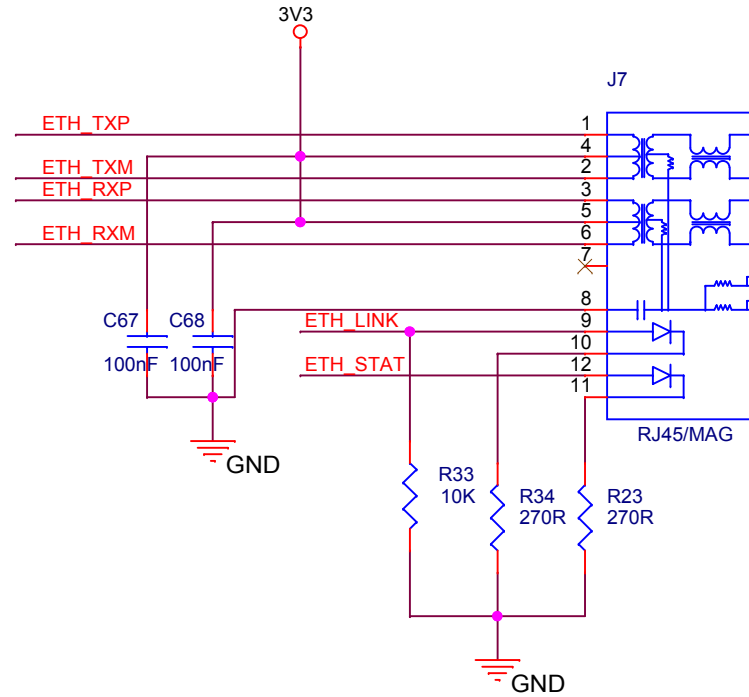 3V3
J7
ETH_TXP
1
4
ETH_TXM
2
ETH_RXP
3
5
ETH_RXM
6
7
8
C67
C68
ETH_LINK
9
10
100nF
100nF
ETH_STAT
12
11
RJ45/MAG
GND
R33
10K
R34
270R
R23
270R
GND